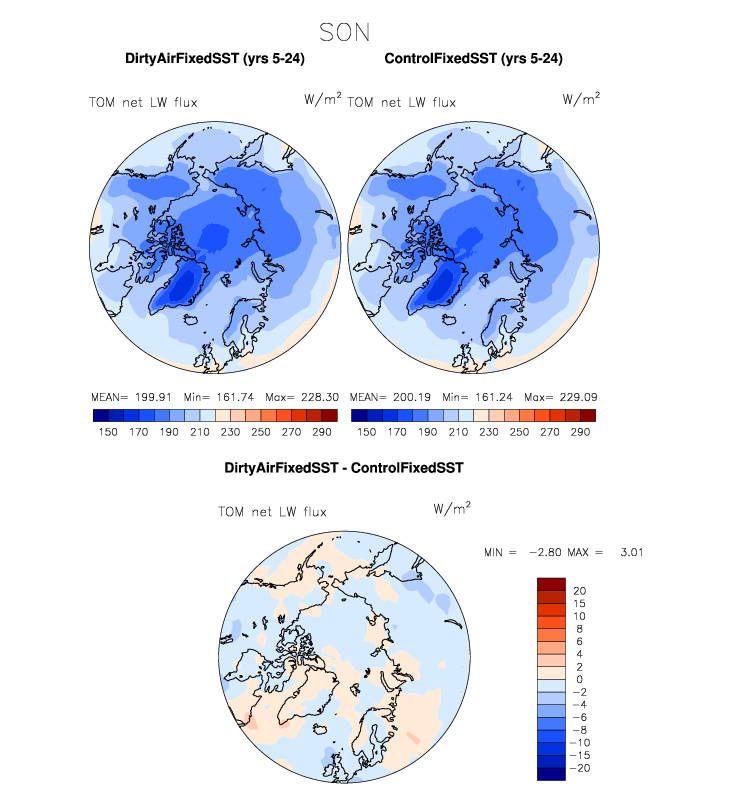 SON
DirtyAirFixedSST (yrs 5-24)
ControlFixedSST (yrs 5-24)
TOM net LW flux W/m²
TOM net LW flux W/m²
MEAN= 199.91 Min= 161.74 Max= 228.30
MEAN= 200.19 Min= 161.24 Max= 229.09
150 170 190 210 230 250 270 290
150 170 190 210 230 250 270 290
DirtyAirFixedSST - ControlFixedSST
TOM net LW flux W/m²
MIN = −2.80 MAX = 3.01
20
15
10
8
6
4
2
0
−2
−4
−6
−8
−10
−15
−20